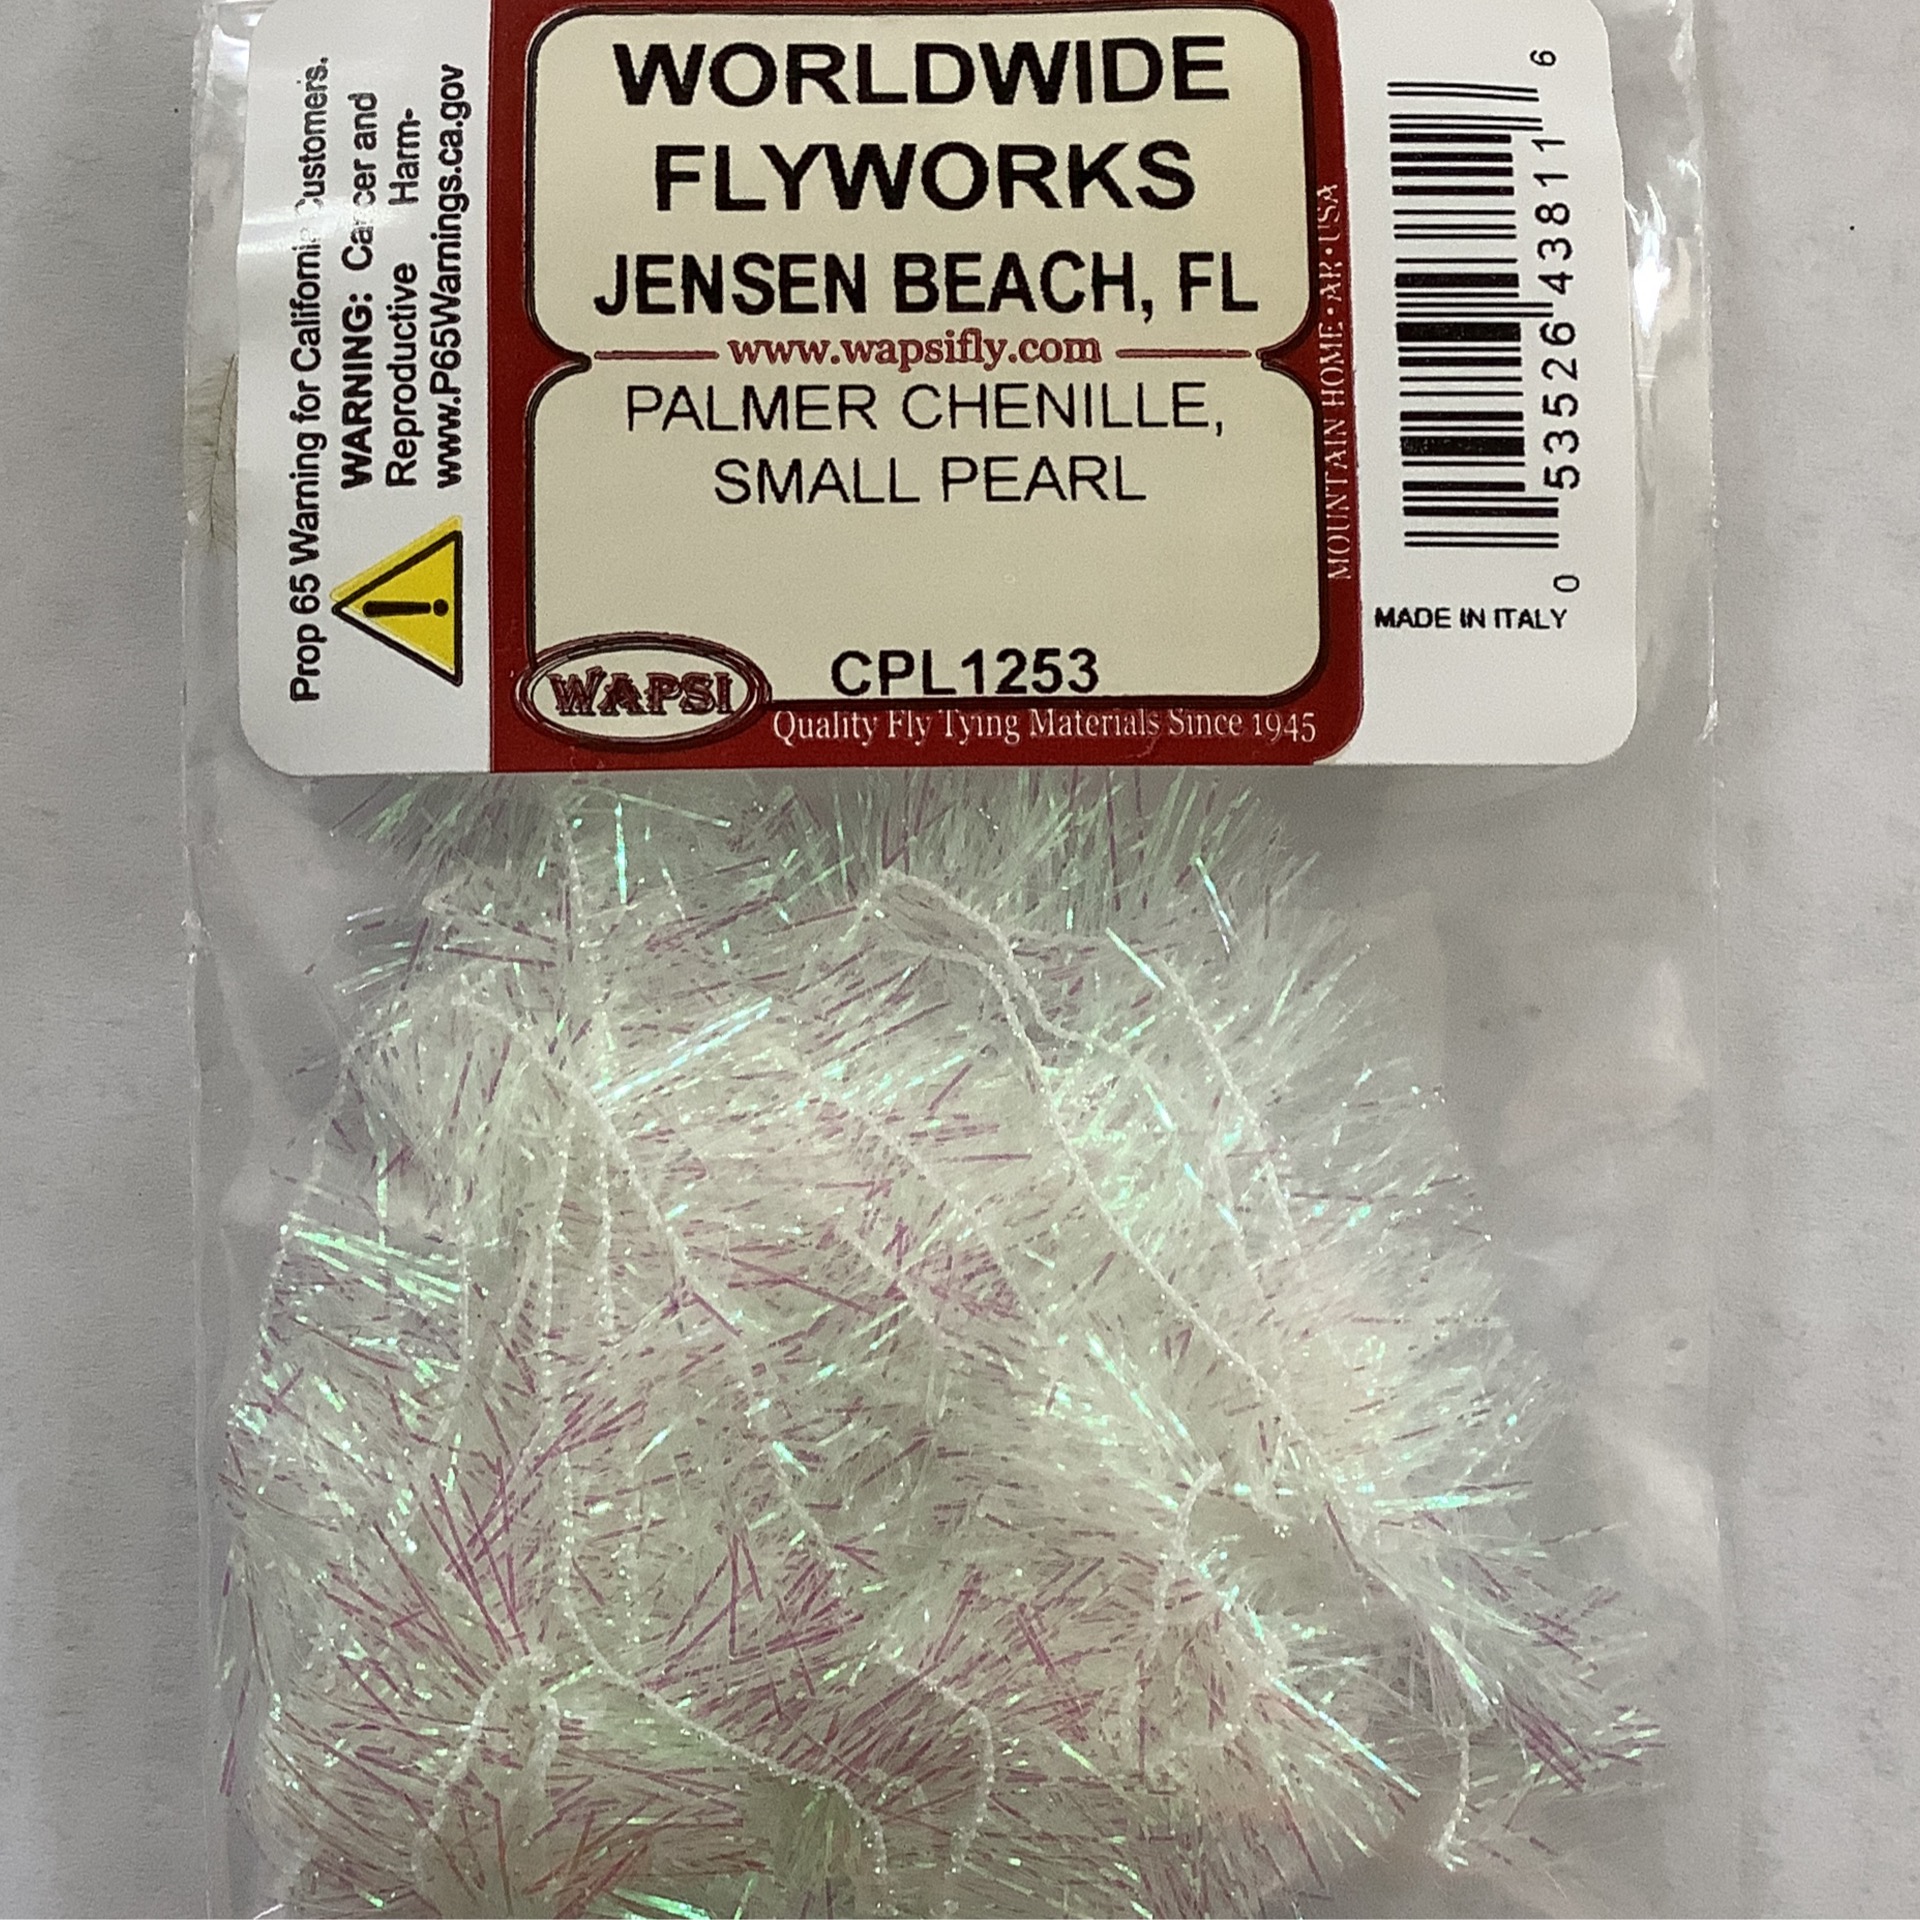 WORLDWIDE
FLYWORKS
JENSEN BEACH, FL
www.wapsifly.com
PALMER CHENILLE,
SMALL PEARL
CPL1253
WAPSI
Quality Fly Tying Materials Since 1945
MOUNTAIN HOME • AR • USA
Prop 65 Warning for California Customers.
WARNING: Cancer and
Reproductive Harm-
www.P65Warnings.ca.gov
0 53526 43811 6
MADE IN ITALY